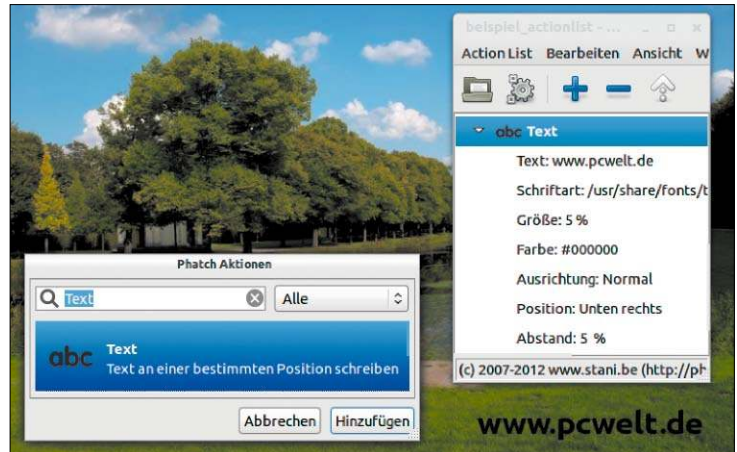 beispiel_actionlist - ...
Action List Bearbeiten Ansicht W
abc Text
Text: www.pcwelt.de
Schriftart: /usr/share/fonts/t
Größe: 5 %
Farbe: #000000
Ausrichtung: Normal
Position: Unten rechts
Abstand: 5 %
(c) 2007-2012 www.stani.be (http://ph
Phatch Aktionen
Text
Alle
abc
Text
Text an einer bestimmten Position schreiben
Abbrechen
Hinzufügen
www.pcwelt.de